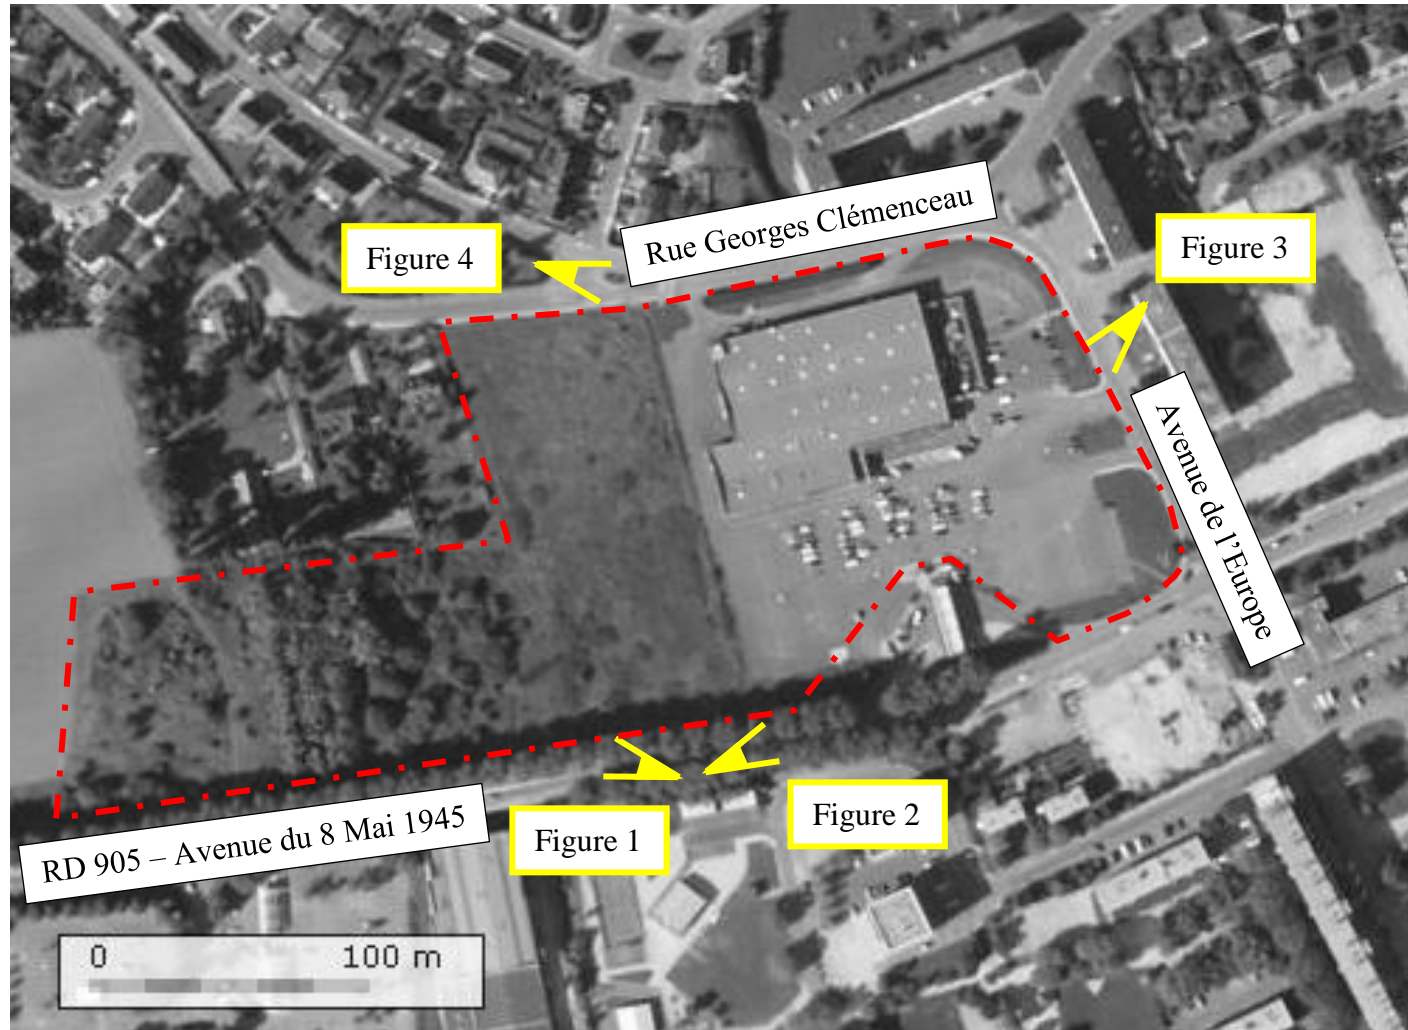 Rue Georges Clémenceau
Figure 4
Figure 3
Avenue de l'Europe
Figure 2
Figure 1
RD 905 – Avenue du 8 Mai 1945
0 100 m